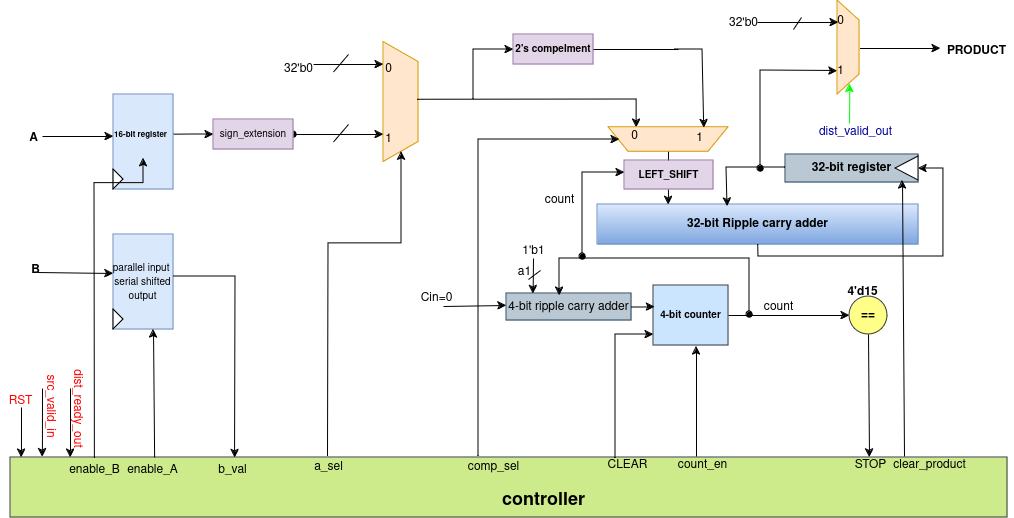 32'b0
0
1
PRODUCT
dist_valid_out
2's compelment
32'b0
0
1
A
16-bit register
sign_extension
0
1
LEFT_SHIFT
32-bit register
count
32-bit Ripple carry adder
B
parallel input
serial shifted
output
1'b1
a1
Cin=0
4-bit ripple carry adder
4-bit counter
count
4'd15
==
RST
src_valid_in
dist_ready_out
enable_B
enable_A
b_val
a_sel
comp_sel
CLEAR
count_en
STOP
clear_product
controller